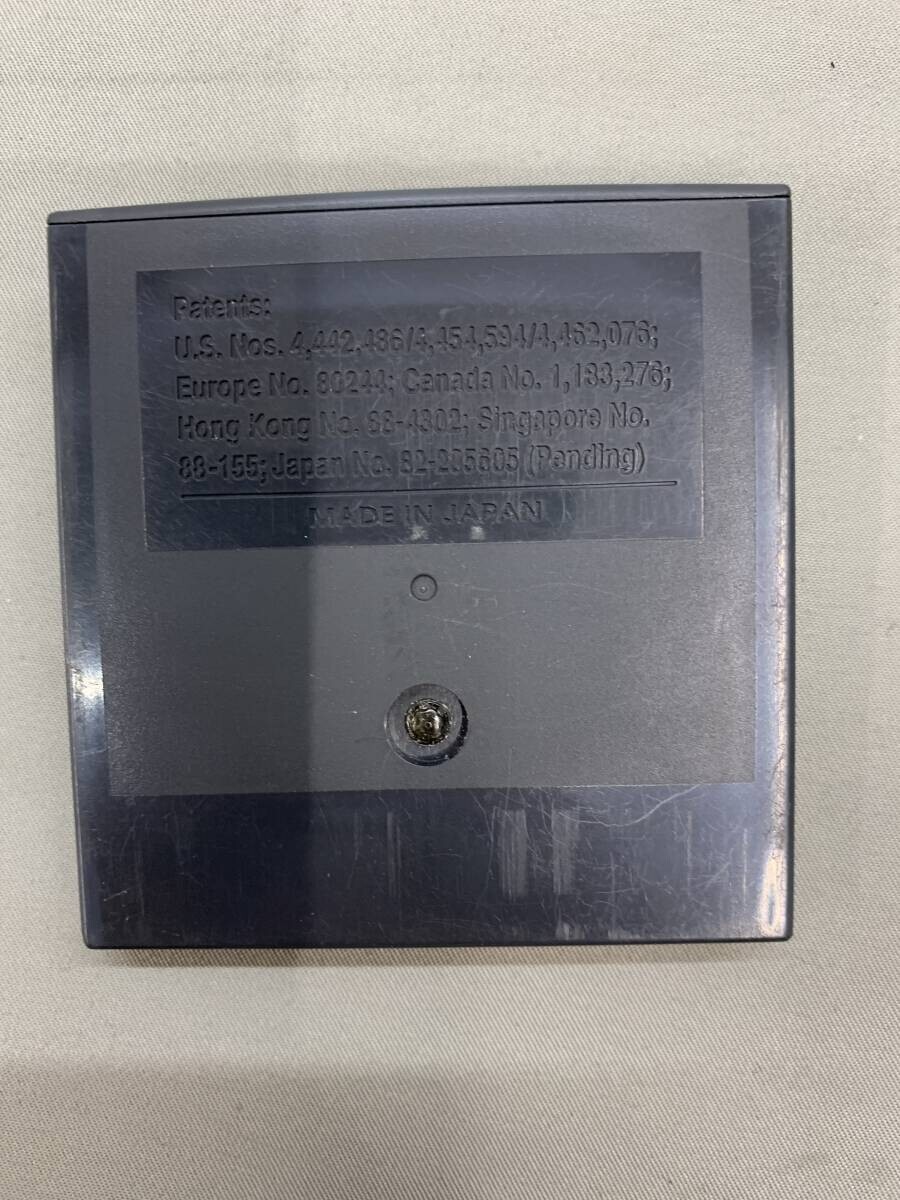 Patents:
U.S. Nos. 4,442,486/4,454,594/4,462,076;
Europe No. 80244; Canada No. 1,183,276;
Hong Kong No. 88-4302; Singapore No.
88-155; Japan No. 82-205605 (Pending)
MADE IN JAPAN